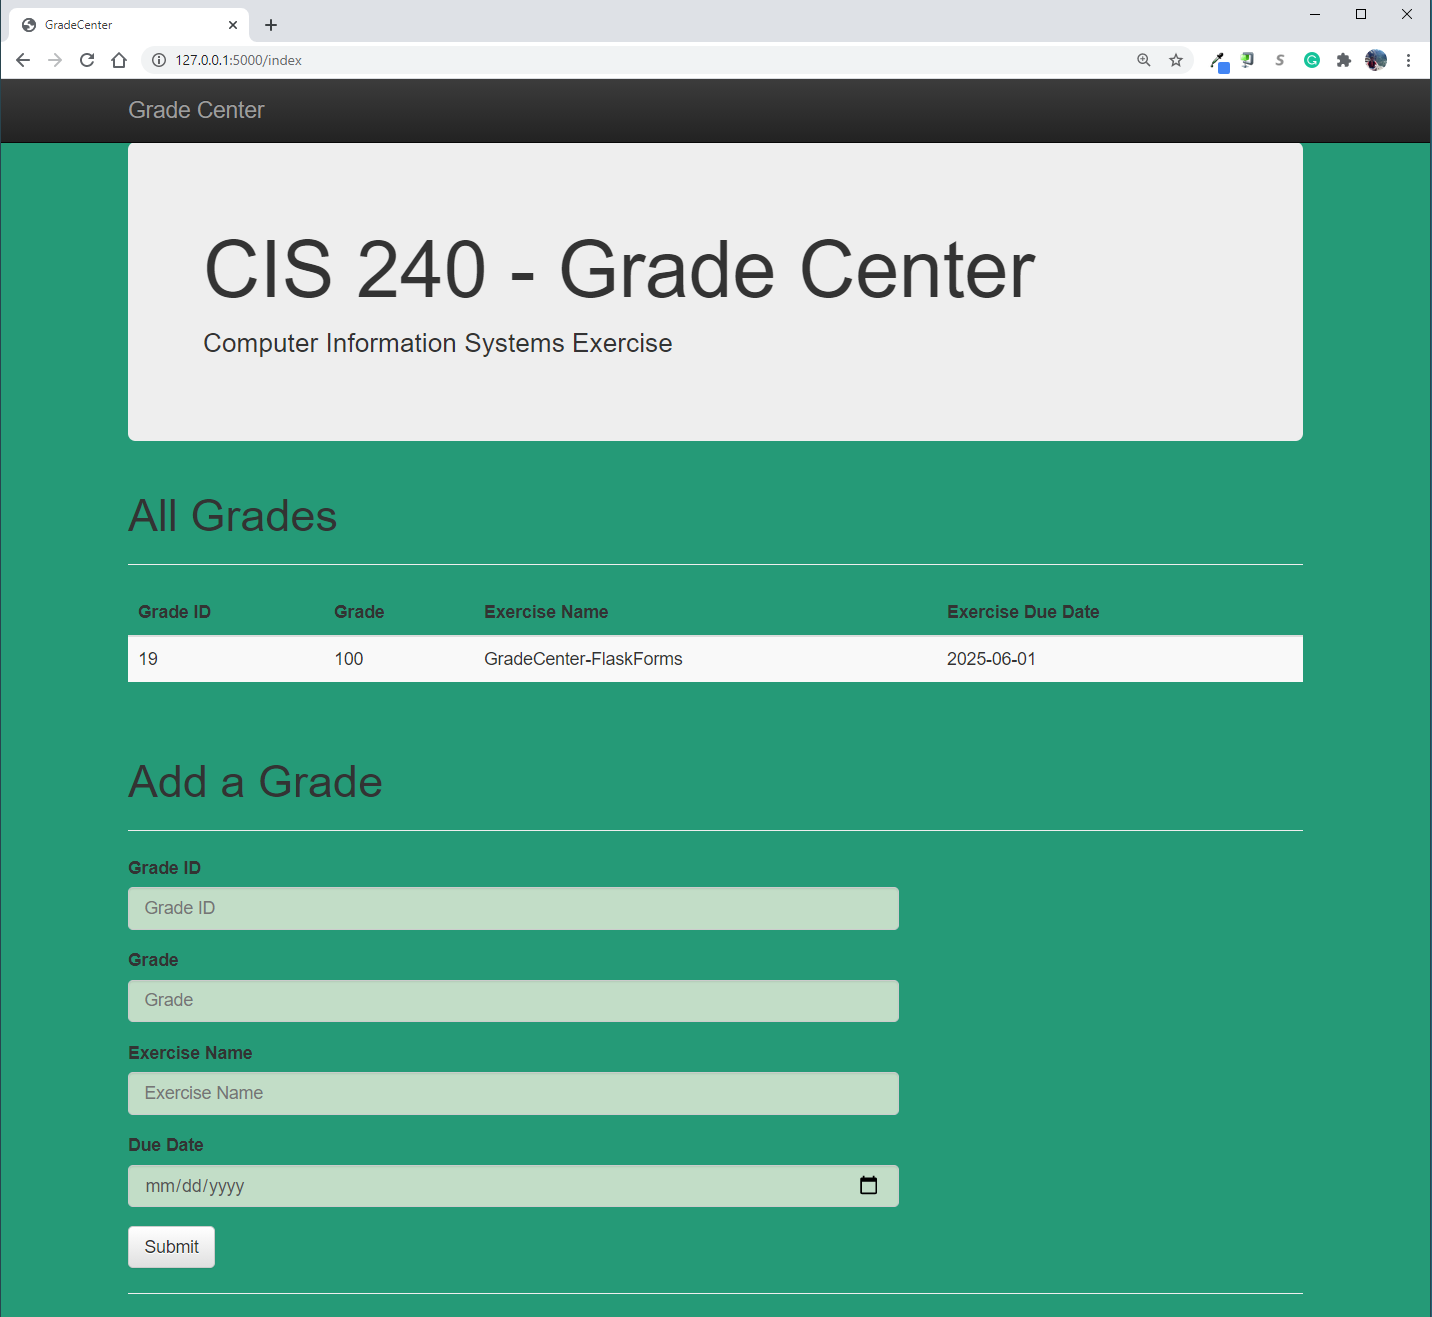 GradeCenter
127.0.0.1:5000/index
Grade Center
CIS 240 - Grade Center
Computer Information Systems Exercise
All Grades
Grade ID Grade Exercise Name Exercise Due Date
19 100 GradeCenter-FlaskForms 2025-06-01
Add a Grade
Grade ID
Grade ID
Grade
Grade
Exercise Name
Exercise Name
Due Date
mm/dd/yyyy
Submit